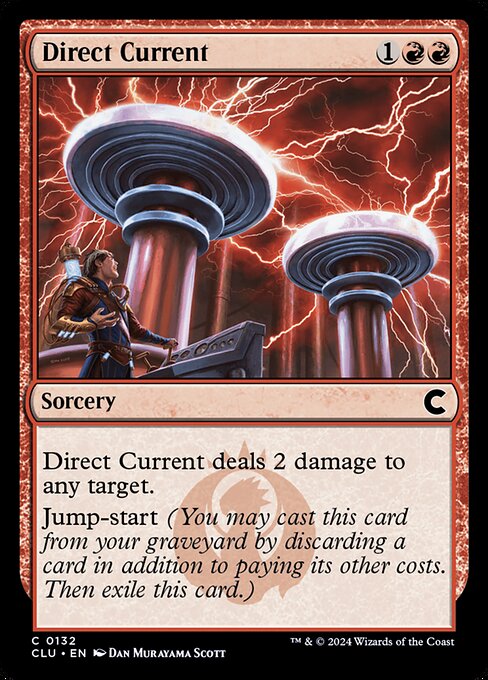 Direct Current 1
Sorcery
Direct Current deals 2 damage to
any target.
Jump-start (You may cast this card
from your graveyard by discarding a
card in addition to paying its other costs.
Then exile this card.)
C 0132
CLU • EN Dan Murayama Scott
™ & © 2024 Wizards of the Coast